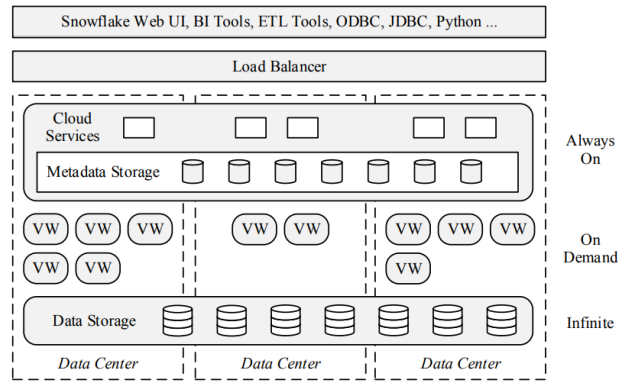 Snowflake Web UI, BI Tools, ETL Tools, ODBC, JDBC, Python ...
Load Balancer
Cloud
Services
Always
On
Metadata Storage
VW VW VW VW VW VW VW VW
VW VW VW
On
Demand
Data Storage
Infinite
Data Center Data Center Data Center